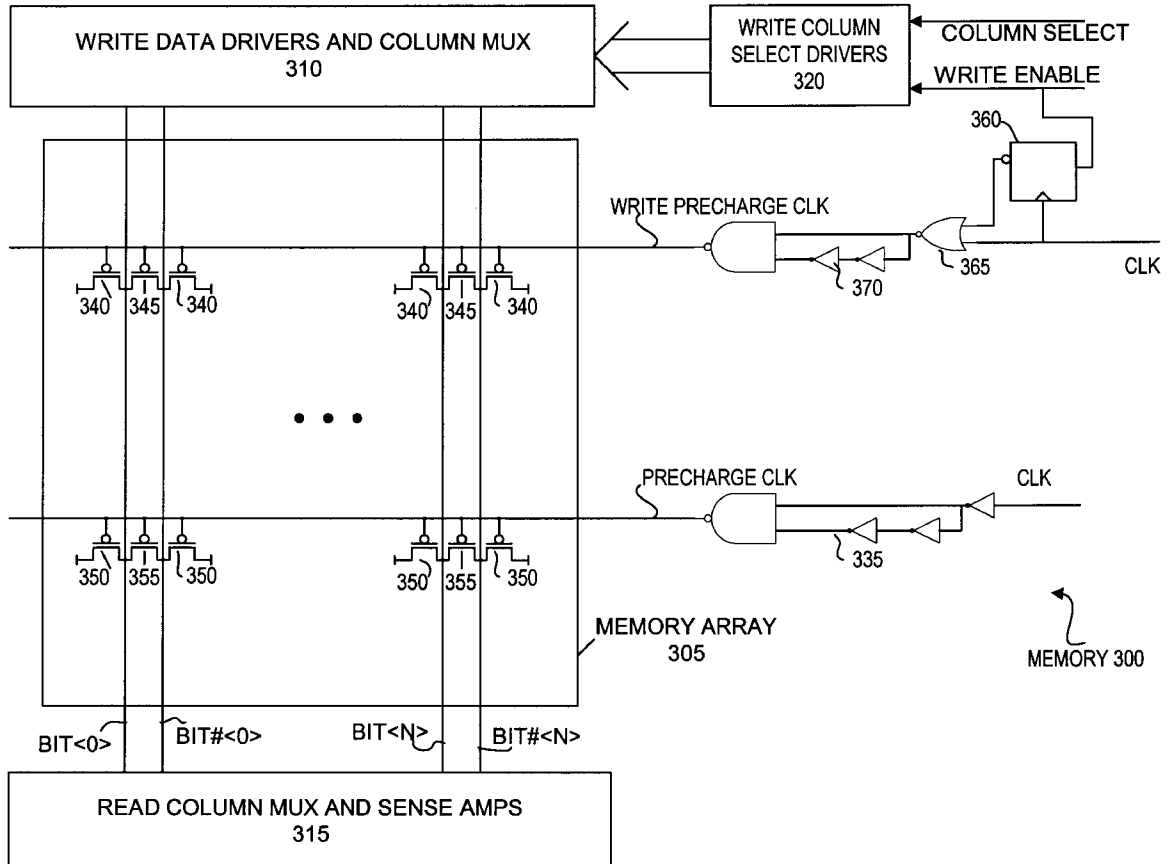 WRITE DATA DRIVERS AND COLUMN MUX
310
WRITE COLUMN
SELECT DRIVERS
320
COLUMN SELECT
WRITE ENABLE
360
WRITE PRECHARGE CLK
365
CLK
370
340 345 340
340 345 340
PRECHARGE CLK
CLK
335
350 355 350
350 355 350
MEMORY ARRAY
305
MEMORY 300
BIT<0>
BIT#<0>
BIT<N>
BIT#<N>
READ COLUMN MUX AND SENSE AMPS
315